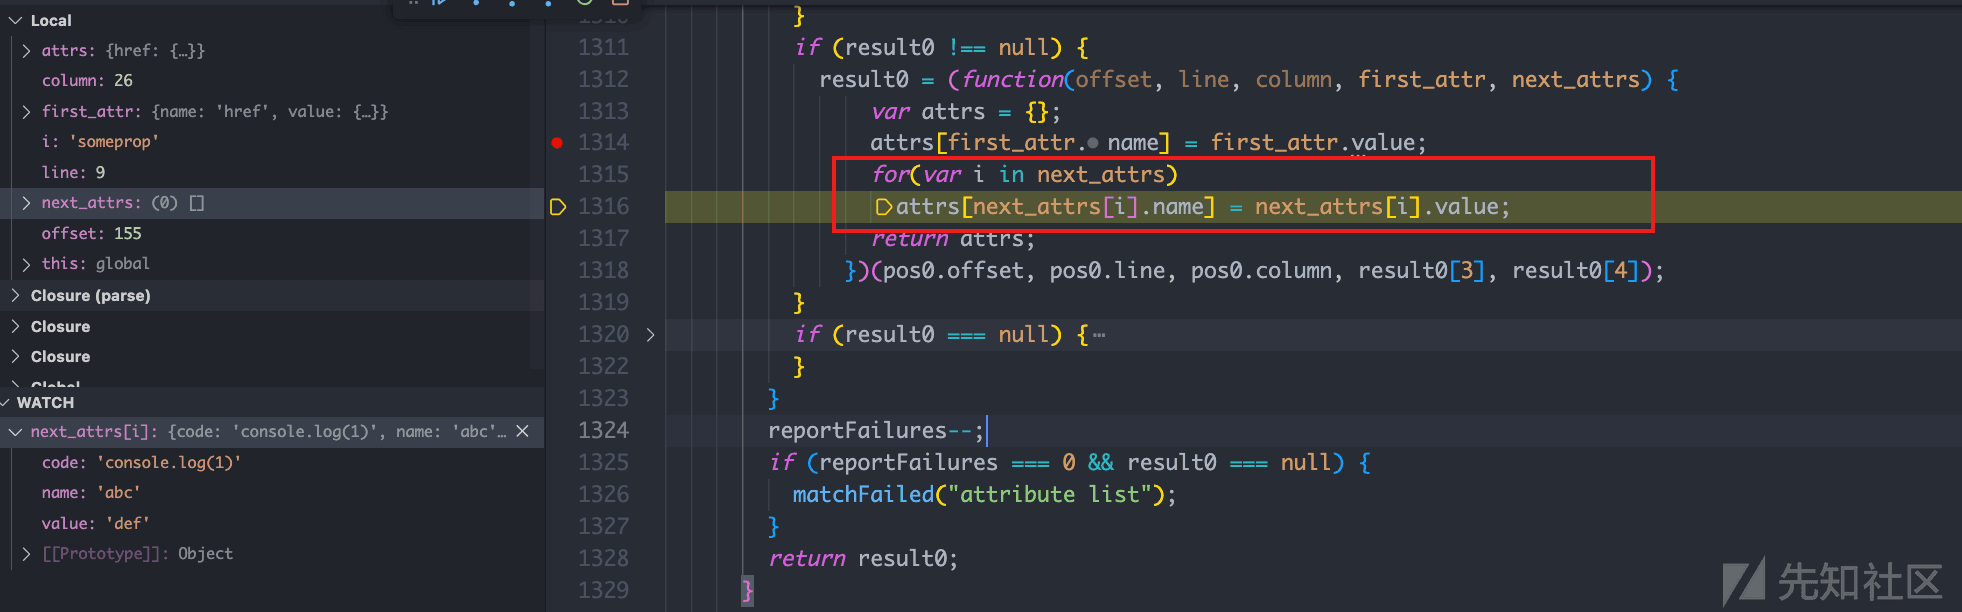 Local
attrs: {href: {…}}
column: 26
first_attr: {name: 'href', value: {…}}
i: 'someprop'
line: 9
next_attrs: (0) []
offset: 155
this: global
Closure (parse)
Closure
Closure
Global
WATCH
next_attrs[i]: {code: 'console.log(1)', name: 'abc'…
code: 'console.log(1)'
name: 'abc'
value: 'def'
[[Prototype]]: Object
1310 }
1311 if (result0 !== null) {
1312 result0 = (function(offset, line, column, first_attr, next_attrs) {
1313 var attrs = {};
1314 attrs[first_attr. name] = first_attr.value;
1315 for(var i in next_attrs)
1316 attrs[next_attrs[i].name] = next_attrs[i].value;
1317 return attrs;
1318 })(pos0.offset, pos0.line, pos0.column, result0[3], result0[4]);
1319 }
1320 if (result0 === null) {…
1322 }
1323 }
1324 reportFailures--;
1325 if (reportFailures === 0 && result0 === null) {
1326 matchFailed("attribute list");
1327 }
1328 return result0;
1329 }
先知社区